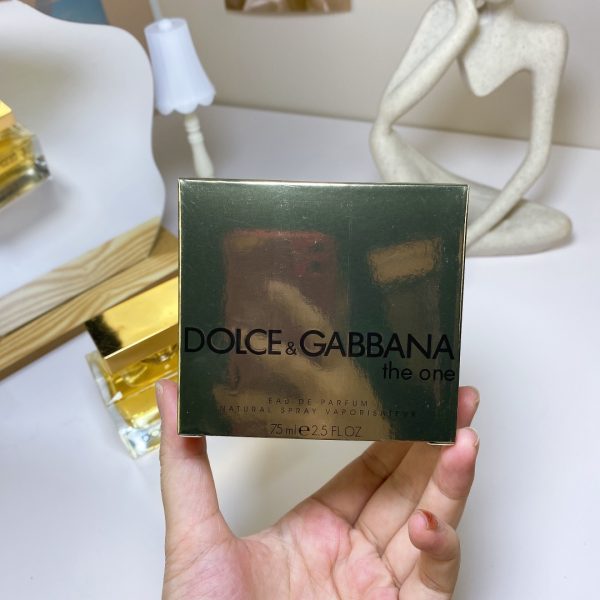 DOLCE & GABBANA
the one
EAU DE PARFUM
NATURAL SPRAY VAPORISATEUR
75 ml e 2.5 FL OZ